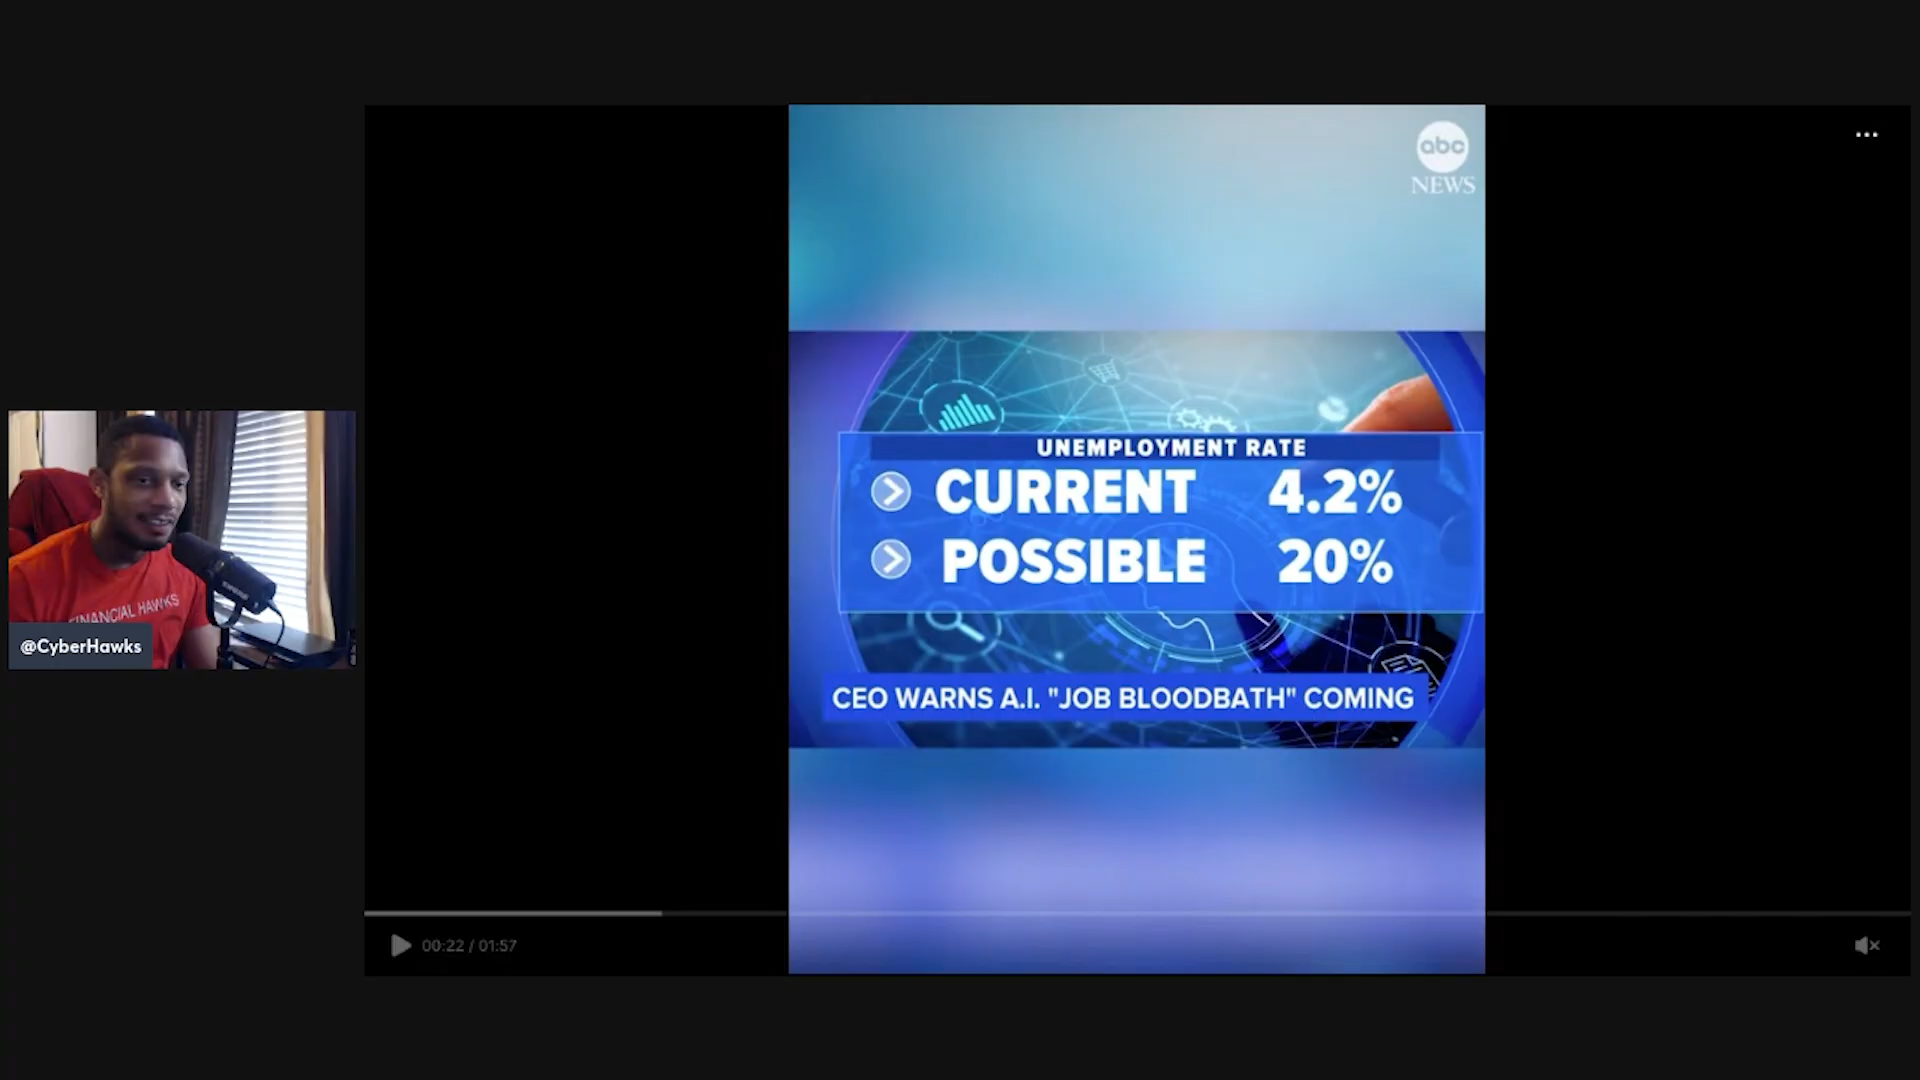 abc
NEWS
UNEMPLOYMENT RATE
CURRENT 4.2%
POSSIBLE 20%
CEO WARNS A.I. "JOB BLOODBATH" COMING
FINANCIAL HAWKS
@CyberHawks
00:22 / 01:57